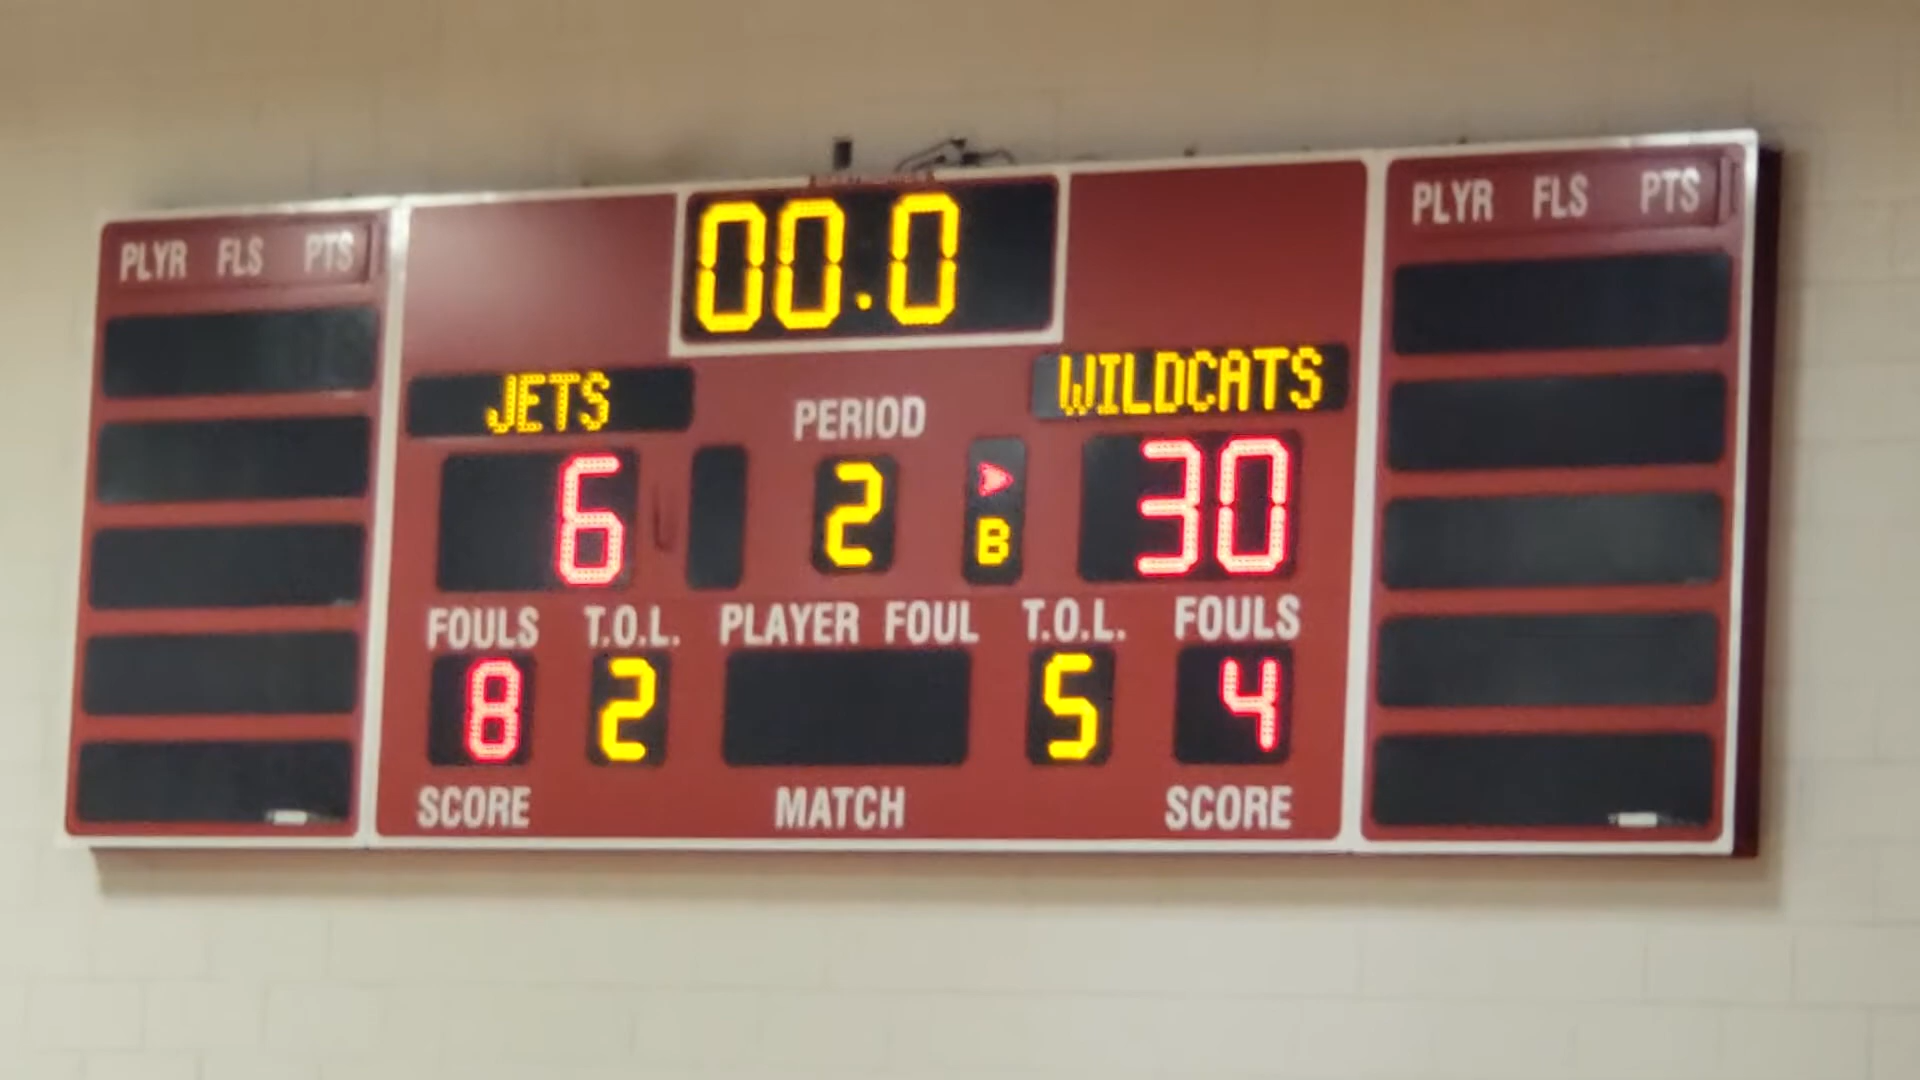 PLYR FLS PTS
00.0
PLYR FLS PTS
JETS
PERIOD
WILDCATS
6
2
B
30
FOULS T.O.L. PLAYER FOUL T.O.L. FOULS
8 2 5 4
SCORE MATCH SCORE